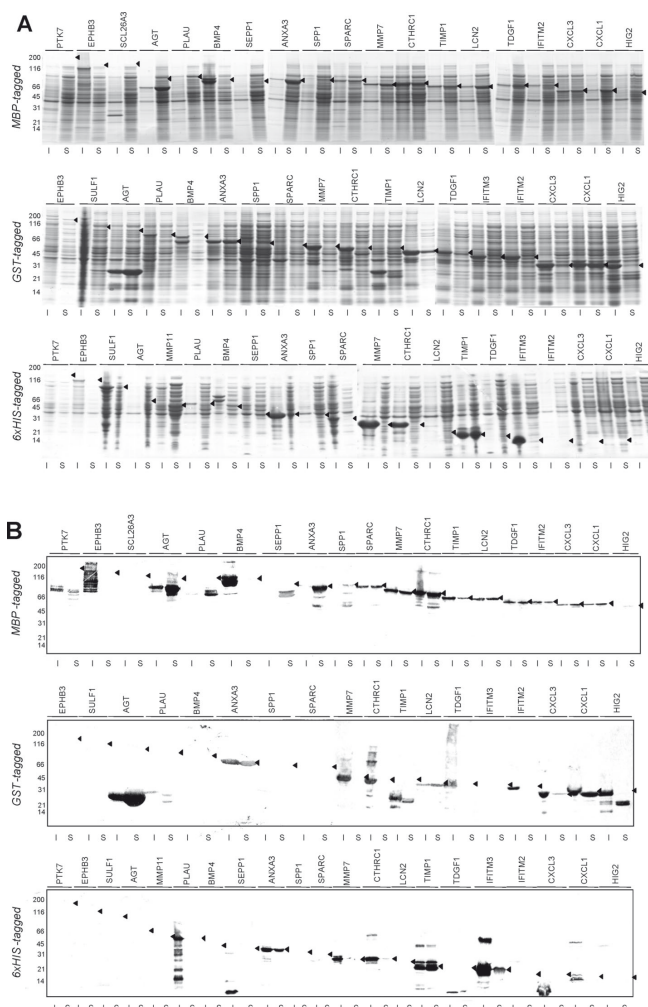 A
PTK7 EPHB3 SCL26A3 AGT PLAU BMP4 SEPP1 ANXA3 SPP1 SPARC MMP7 CTHRC1 TIMP1 LCN2 TDGF1 IFITM2 CXCL3 CXCL1 HIG2
MBP-tagged
200
116
66
45
31
21
14
I S I S I S I S I S I S I S I S I S I S I S I S I S I S I S I S I S I S I S
EPHB3 SULF1 AGT PLAU BMP4 ANXA3 SPP1 SPARC MMP7 CTHRC1 TIMP1 LCN2 TDGF1 IFITM3 IFITM2 CXCL3 CXCL1 HIG2
GST-tagged
200
116
66
45
31
21
14
I S I S I S I S I S I S I S I S I S I S I S I S I S I S I S I S I S I S
PTK7 EPHB3 SULF1 AGT MMP11 PLAU BMP4 SEPP1 ANXA3 SPP1 SPARC MMP7 CTHRC1 LCN2 TIMP1 TDGF1 IFITM3 IFITM2 CXCL3 CXCL1 HIG2
6xHIS-tagged
200
116
66
45
31
21
14
I S I S I S I S I S I S I S I S I S I S I S I S I S I S I S I S I S I S I S I S I S
B
PTK7 EPHB3 SCL26A3 AGT PLAU BMP4 SEPP1 ANXA3 SPP1 SPARC MMP7 CTHRC1 TIMP1 LCN2 TDGF1 IFITM2 CXCL3 CXCL1 HIG2
MBP-tagged
200
116
66
45
31
21
14
I S I S I S I S I S I S I S I S I S I S I S I S I S I S I S I S I S I S I S
EPHB3 SULF1 AGT PLAU BMP4 ANXA3 SPP1 SPARC MMP7 CTHRC1 TIMP1 LCN2 TDGF1 IFITM3 IFITM2 CXCL3 CXCL1 HIG2
GST-tagged
200
116
66
45
31
21
14
I S I S I S I S I S I S I S I S I S I S I S I S I S I S I S I S I S I S
PTK7 EPHB3 SULF1 AGT MMP11 PLAU BMP4 SEPP1 ANXA3 SPP1 SPARC MMP7 CTHRC1 LCN2 TIMP1 TDGF1 IFITM3 IFITM2 CXCL3 CXCL1 HIG2
6xHIS-tagged
200
116
66
45
31
21
14